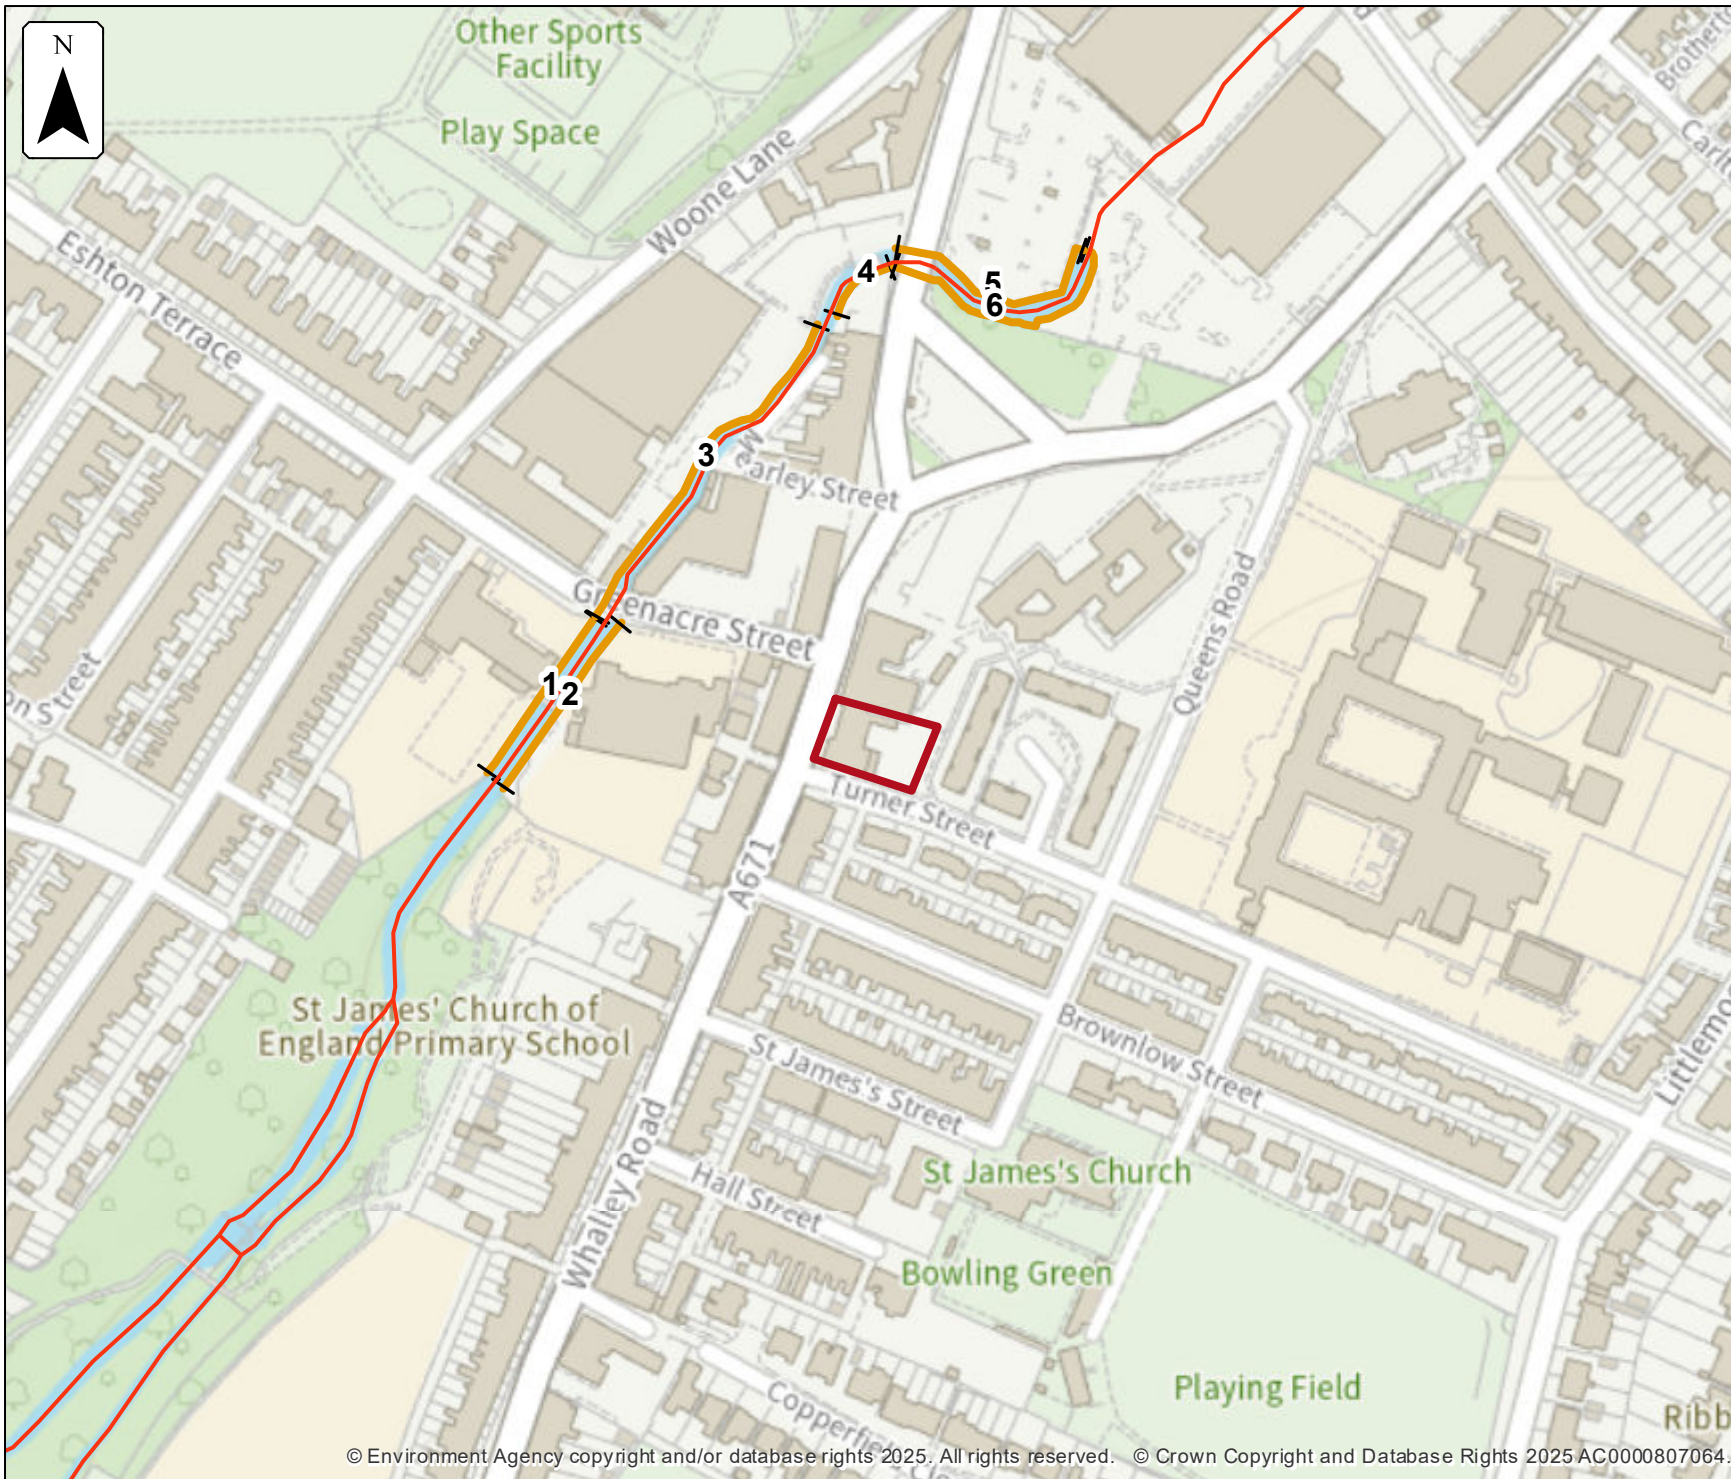 N
Other Sports
Facility
Play Space
Woone Lane
Eshton Terrace
Carl
4
5
6
3
earley Street
Greenacre Street
Queens Road
1
2
on Street
Turner Street
A671
St James' Church of
England Primary School
Brownlow Street
St James's Street
Littlemo
Whalley Road
Hall Street
St James's Church
Bowling Green
Playing Field
Copperfie
Ribb
© Environment Agency copyright and/or database rights 2025. All rights reserved. © Crown Copyright and Database Rights 2025 AC0000807064.